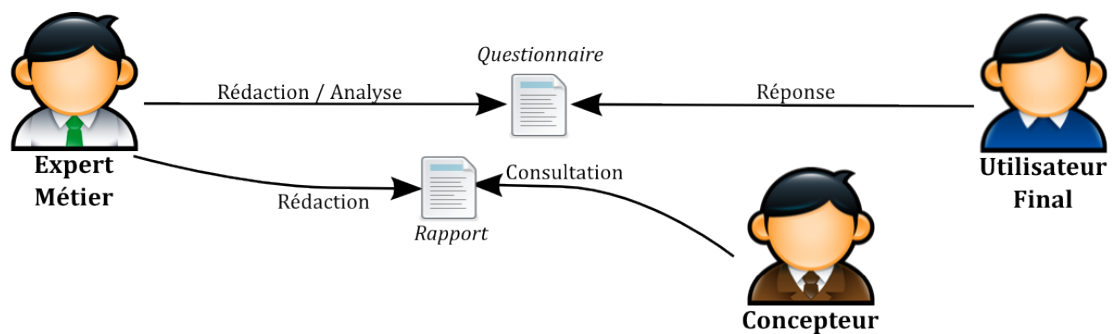 Questionnaire
Rédaction / Analyse
Réponse
Expert
Métier
Utilisateur
Final
Consultation
Rédaction
Rapport
Concepteur